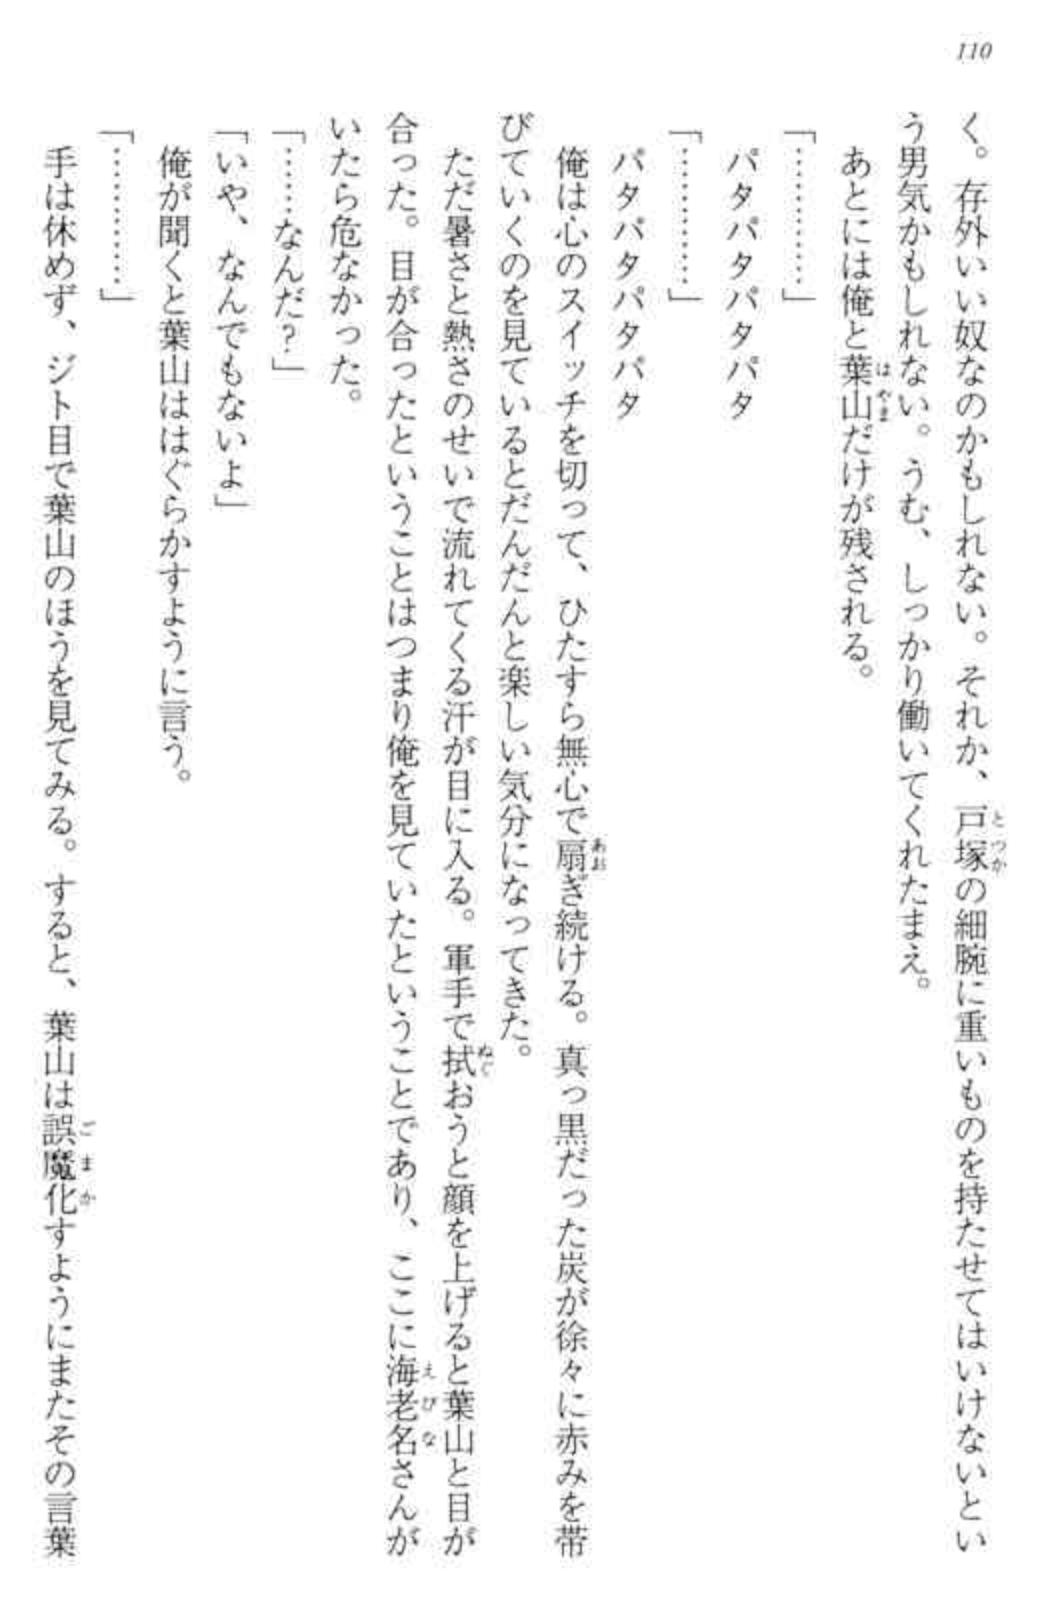 110
く。存外いい奴なのかもしれない。それか、戸塚の細腕に重いものを持たせてはいけないとい
う男気かもしれない。うむ、しっかり働いてくれたまえ。
あとには俺と葉山だけが残される。
「…………」
パタパタパタパタ
「…………」
パタパタパタパタ
俺は心のスイッチを切って、ひたすら無心で扇ぎ続ける。真っ黒だった炭が徐々に赤みを帯
びていくのを見ているとだんだんと楽しい気分になってきた。
ただ暑さと熱さのせいで流れてくる汗が目に入る。軍手で拭おうと顔を上げると葉山と目が
合った。目が合ったということはつまり俺を見ていたということであり、ここに海老名さんが
いたら危なかった。
「……なんだ?」
「いや、なんでもないよ」
俺が聞くと葉山ははぐらかすように言う。
「…………」
手は休めず、ジト目で葉山のほうを見てみる。すると、葉山は誤魔化すようにまたその言葉